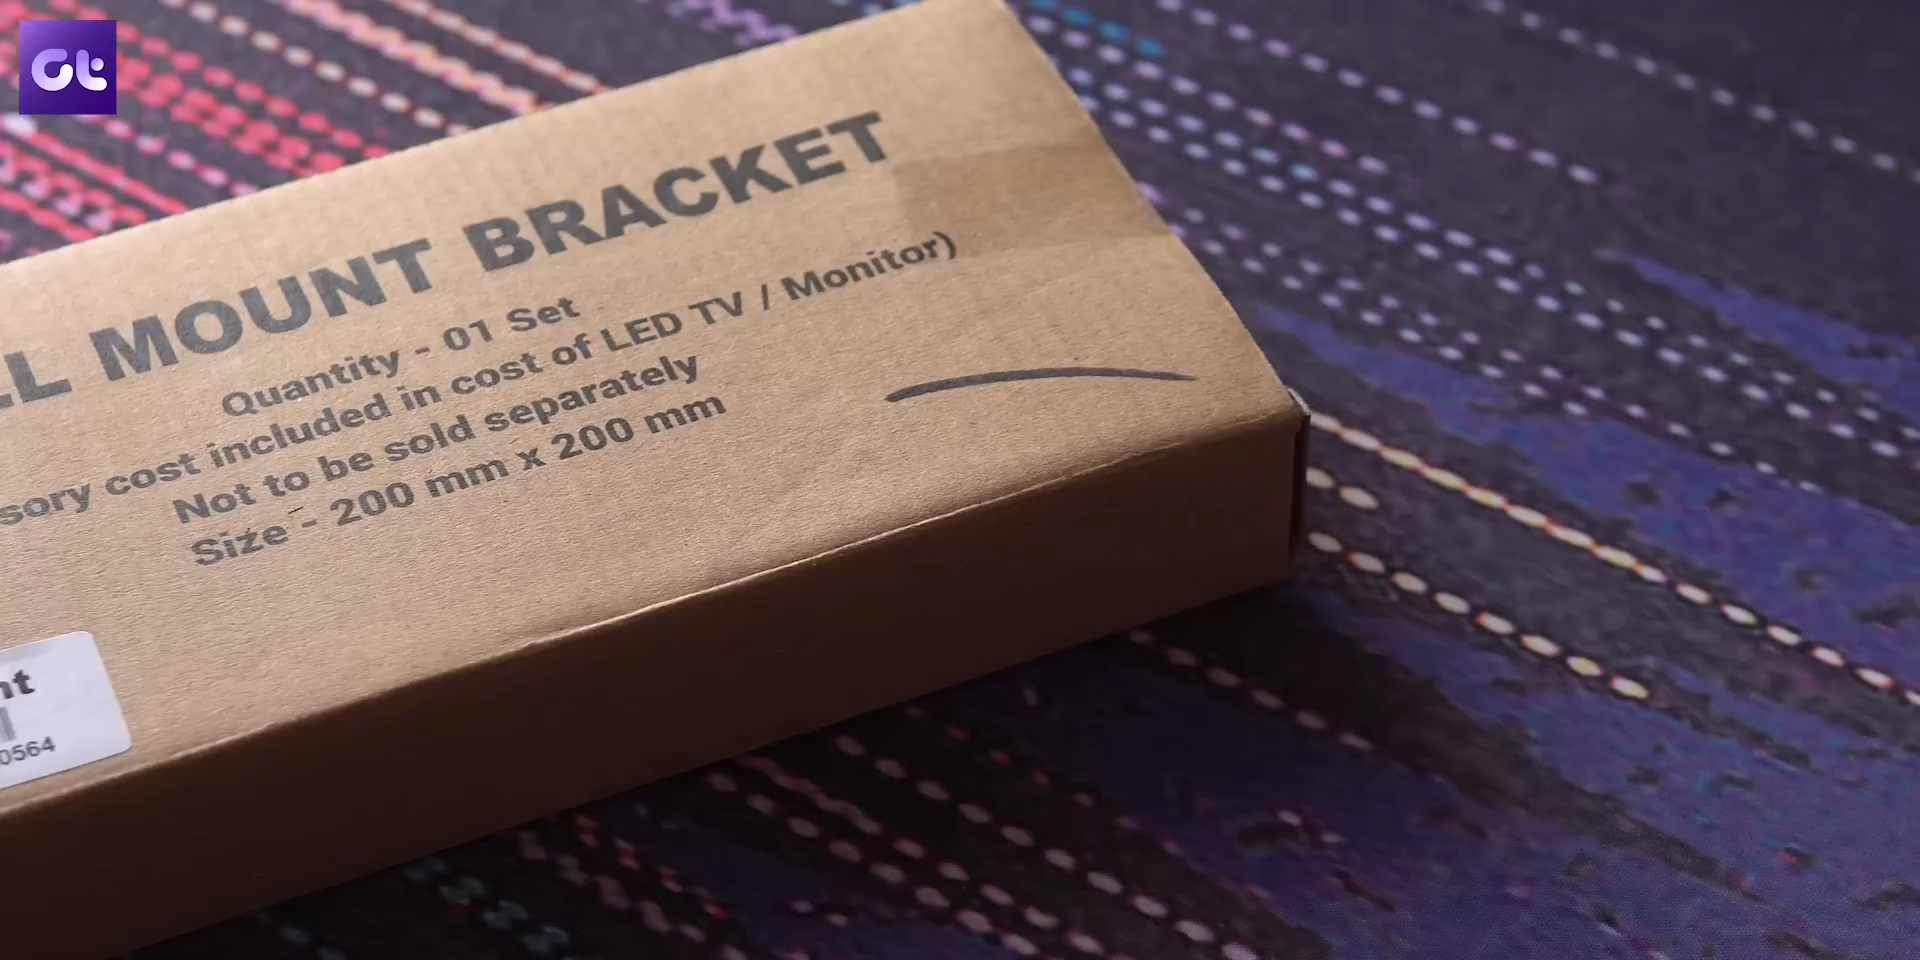 Gt
LL MOUNT BRACKET
Quantity - 01 Set
sory cost included in cost of LED TV / Monitor)
Not to be sold separately
Size - 200 mm x 200 mm
nt
0564